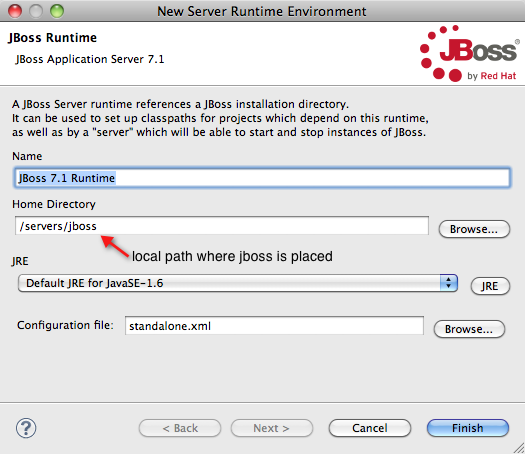 New Server Runtime Environment
JBoss Runtime
JBoss Application Server 7.1
JBoss
by Red Hat
A JBoss Server runtime references a JBoss installation directory.
It can be used to set up classpaths for projects which depend on this runtime,
as well as by a "server" which will be able to start and stop instances of JBoss.
Name
JBoss 7.1 Runtime
Home Directory
/servers/jboss
Browse...
local path where jboss is placed
JRE
Default JRE for JavaSE-1.6
JRE
Configuration file:
standalone.xml
Browse...
?
< Back
Next >
Cancel
Finish